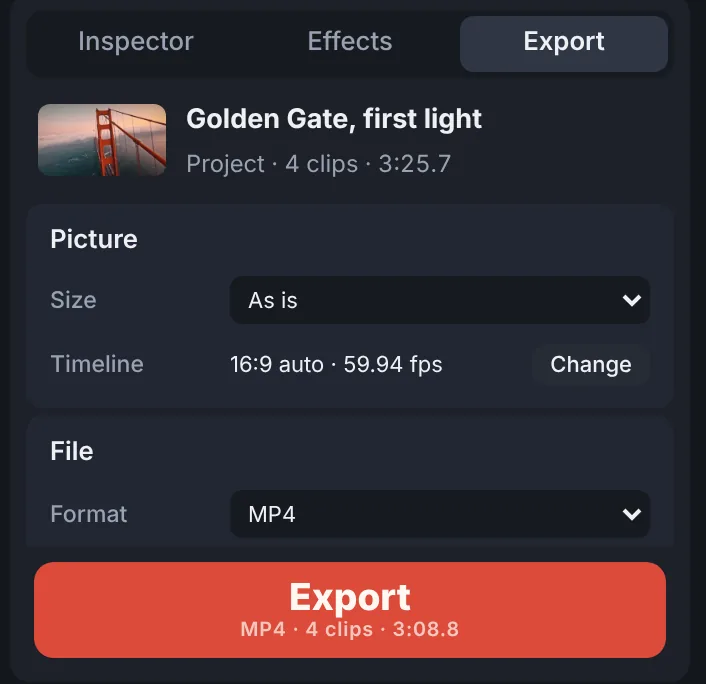 Inspector Effects Export
Golden Gate, first light
Project · 4 clips · 3:25.7
Picture
Size As is
Timeline 16:9 auto · 59.94 fps Change
File
Format MP4
Export
MP4 · 4 clips · 3:08.8